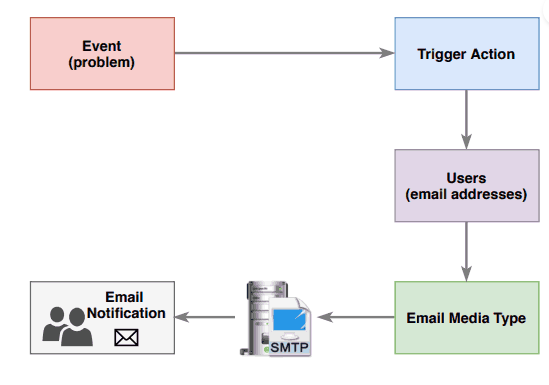 Event
(problem)
Trigger Action
Users
(email addresses)
Email Media Type
SMTP
Email
Notification